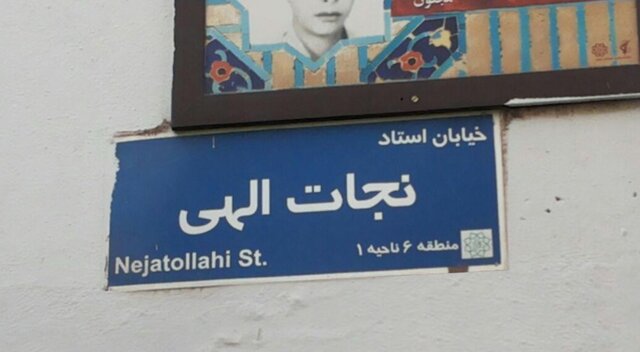 خیابان استاد
نجات الهی
منطقه ۶ ناحیه ۱
Nejatollahi St.